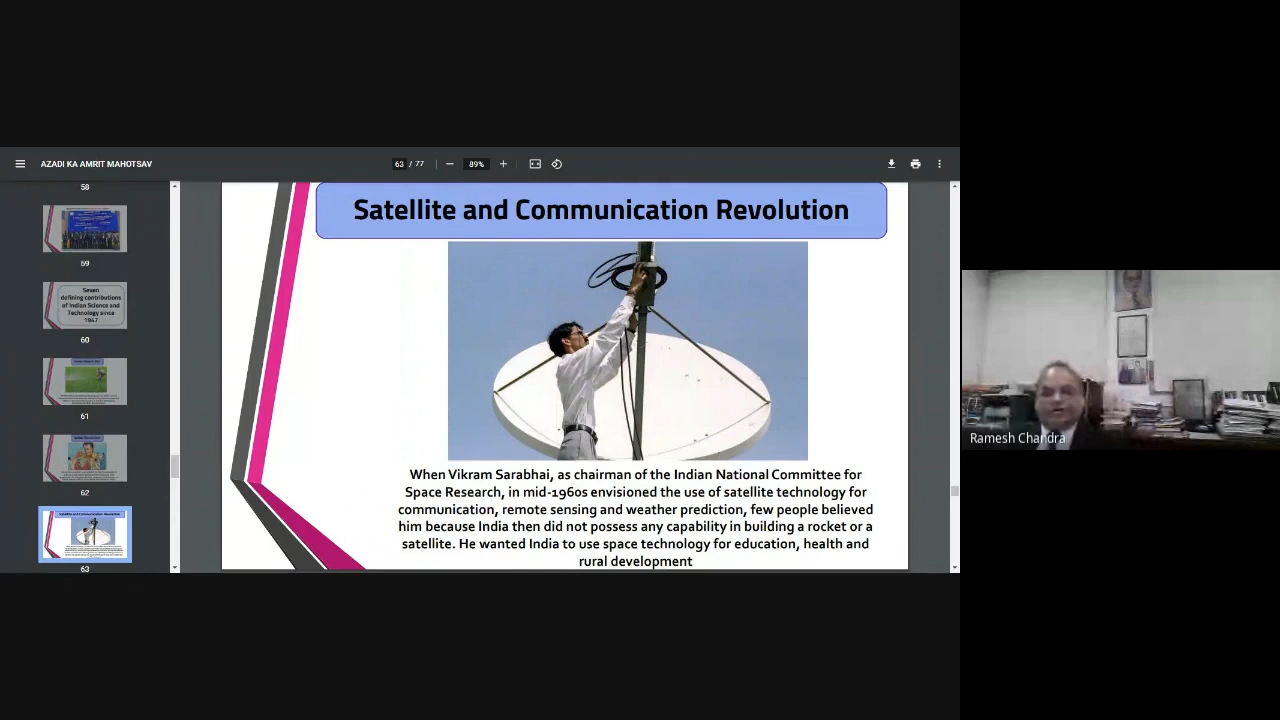 AZADI KA AMRIT MAHOTSAV
63 / 77
89%
58
59
Seven
defining contributions
of Indian Science and
Technology since
1947
60
61
62
Satellite and Communication Revolution
63
Satellite and Communication Revolution
When Vikram Sarabhai, as chairman of the Indian National Committee for
Space Research, in mid-1960s envisioned the use of satellite technology for
communication, remote sensing and weather prediction, few people believed
him because India then did not possess any capability in building a rocket or a
satellite. He wanted India to use space technology for education, health and
rural development
Ramesh Chandra